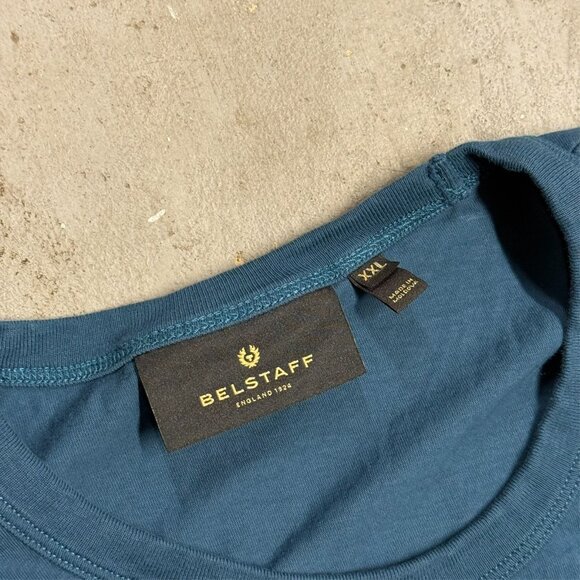 BELSTAFF
ENGLAND 1924
XXL
MADE IN
MOLDOVA